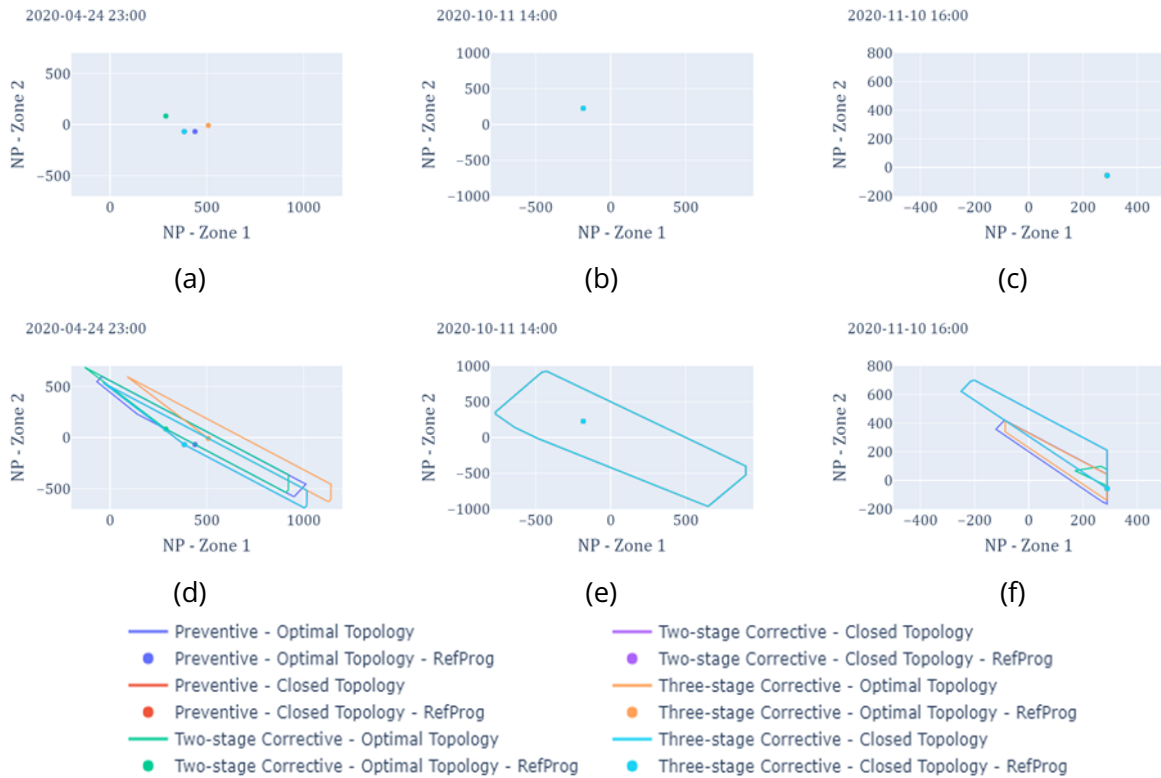 2020-04-24 23:00
2020-10-11 14:00
2020-11-10 16:00
NP - Zone 2
500
0
−500
0
500
1000
NP - Zone 1
NP - Zone 2
1000
500
0
−500
−1000
−500
0
500
NP - Zone 1
NP - Zone 2
800
600
400
200
0
−200
−400
−200
0
200
400
NP - Zone 1
(a)
(b)
(c)
2020-04-24 23:00
2020-10-11 14:00
2020-11-10 16:00
NP - Zone 2
500
0
−500
0
500
1000
NP - Zone 1
NP - Zone 2
1000
500
0
−500
−1000
−500
0
500
NP - Zone 1
NP - Zone 2
800
600
400
200
0
−200
−400
−200
0
200
400
NP - Zone 1
(d)
(e)
(f)
Preventive - Optimal Topology
Preventive - Optimal Topology - RefProg
Preventive - Closed Topology
Preventive - Closed Topology - RefProg
Two-stage Corrective - Optimal Topology
Two-stage Corrective - Optimal Topology - RefProg
Two-stage Corrective - Closed Topology
Two-stage Corrective - Closed Topology - RefProg
Three-stage Corrective - Optimal Topology
Three-stage Corrective - Optimal Topology - RefProg
Three-stage Corrective - Closed Topology
Three-stage Corrective - Closed Topology - RefProg